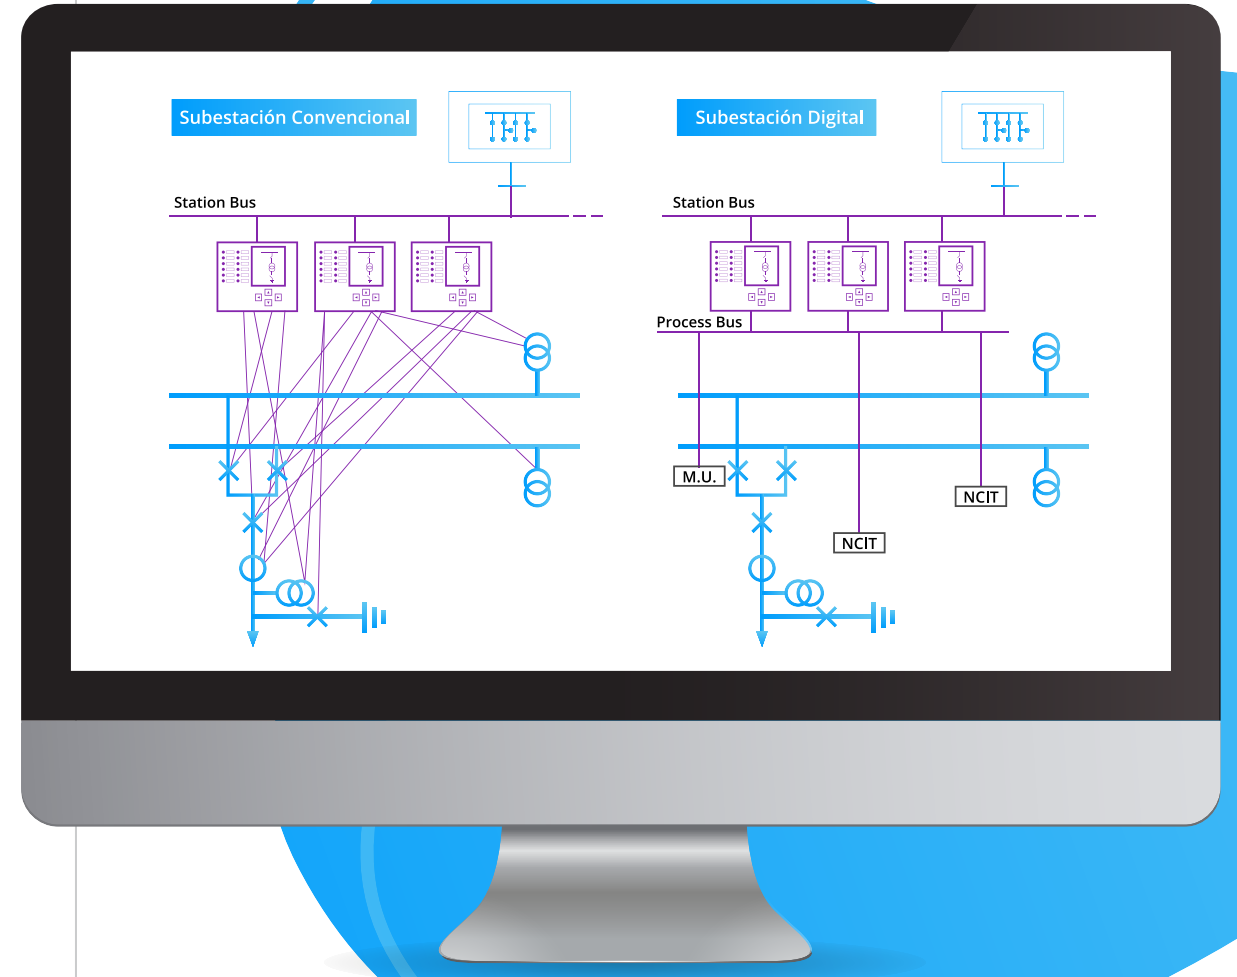 Subestación Convencional
Station Bus
Subestación Digital
Station Bus
Process Bus
M.U.
NCIT
NCIT